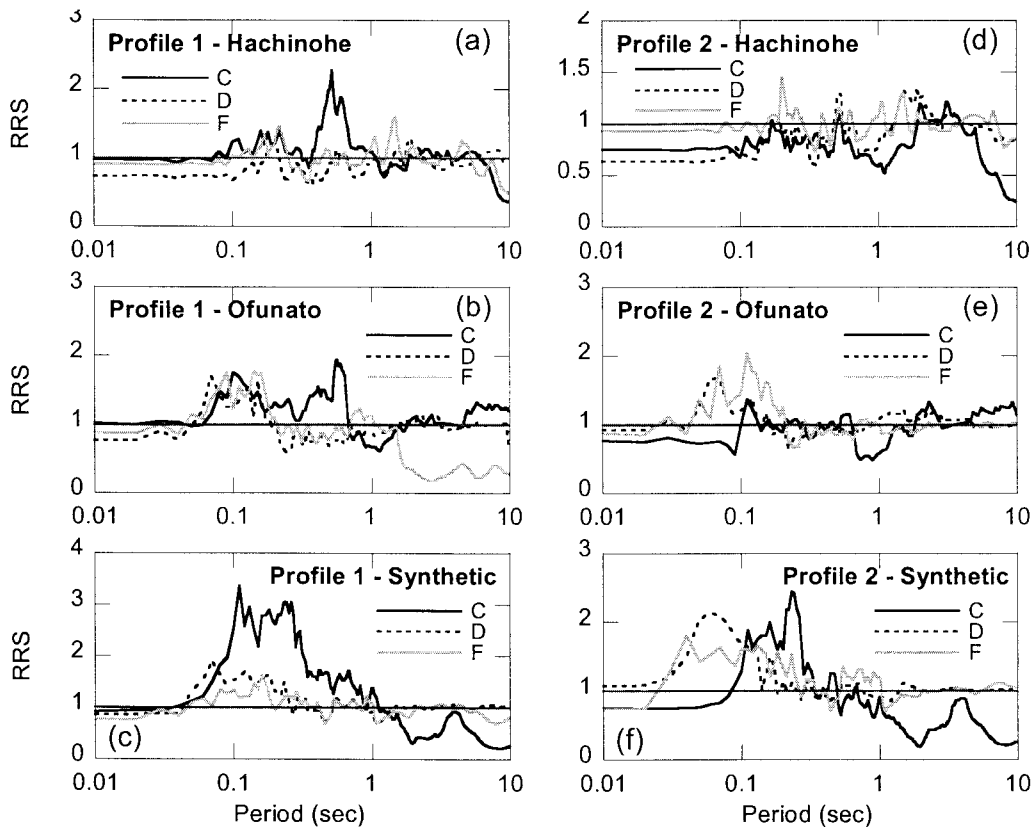 3
Profile 1 - Hachinohe
(a)
C
D
F
2
1
0
RRS
0.01
0.1
1
10
2
Profile 2 - Hachinohe
(d)
C
D
F
1.5
1
0.5
0
0.01
0.1
1
10
3
Profile 1 - Ofunato
(b)
C
D
F
2
1
0
RRS
0.01
0.1
1
10
3
Profile 2 - Ofunato
(e)
C
D
F
2
1
0
0.01
0.1
1
10
4
Profile 1 - Synthetic
C
D
F
3
2
1
0
RRS
(c)
0.01
0.1
1
10
Period (sec)
3
Profile 2 - Synthetic
C
D
F
2
1
0
(f)
0.01
0.1
1
10
Period (sec)